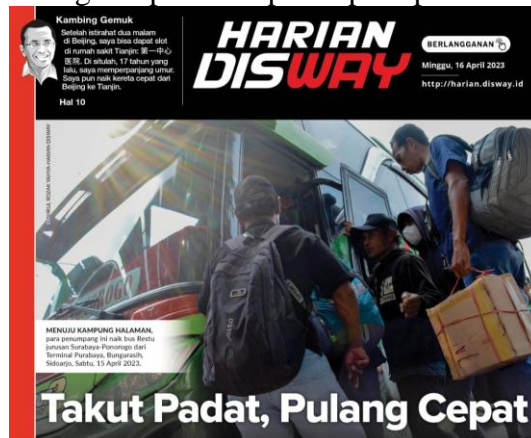 Kambing Gemuk
Setelah istirahat dua malam
di Beijing, saya bisa dapat slot
di rumah sakit Tianjin: 第一中心
医院. Di situlah, 17 tahun yang
lalu, saya memperpanjang umur.
Saya pun naik kereta cepat dari
Beijing ke Tianjin.
Hal 10
HARIAN
DISWAY
BERLANGGANAN
Minggu, 16 April 2023
http://harian.disway.id
MENUJU KAMPUNG HALAMAN,
para penumpang ini naik bus Restu
jurusan Surabaya-Ponorogo dari
Terminal Purabaya, Bungurasih,
Sidoarjo, Sabtu, 15 April 2023.
Takut Padat, Pulang Cepat